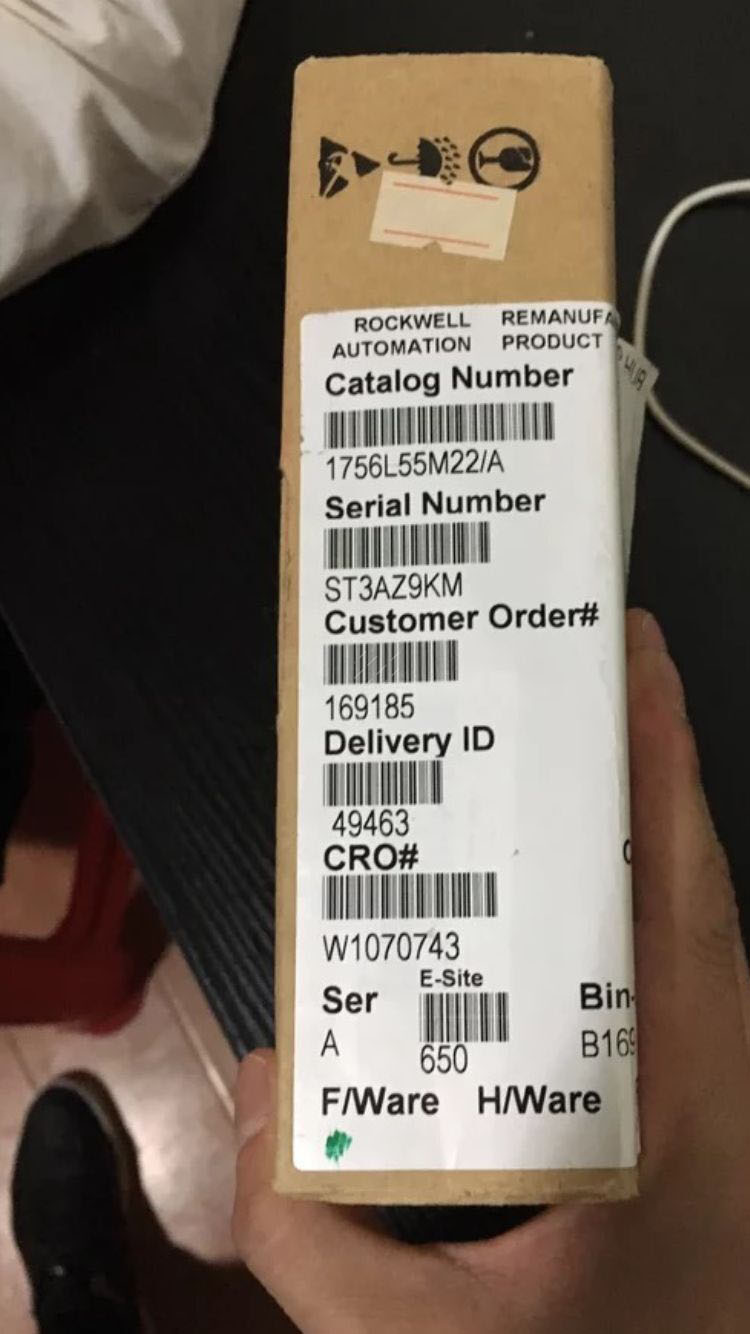 ROCKWELL REMANUFA
AUTOMATION PRODUCT
Catalog Number
1756L55M22/A
Serial Number
ST3AZ9KM
Customer Order#
169185
Delivery ID
49463
CRO#
W1070743
E-Site
Ser Bin-
A 650 B169
F/Ware H/Ware